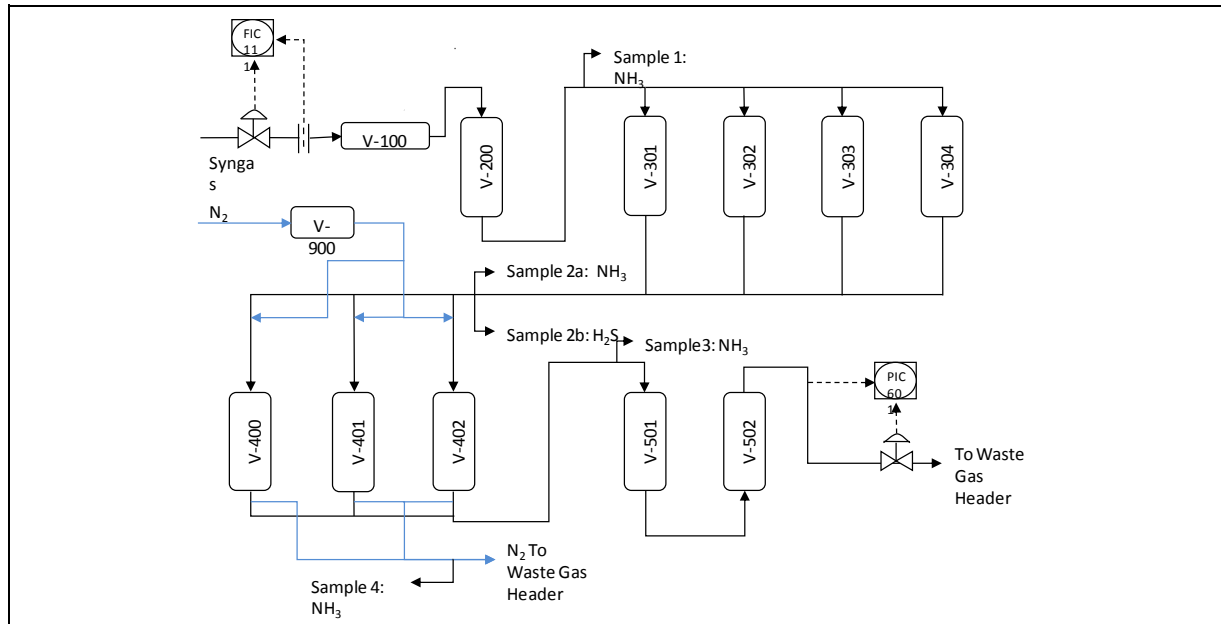 FIC
11
1
Sample 1:
NH₃
V-100
V-200
V-301
V-302
V-303
V-304
Synga
s
N₂
V-
900
Sample 2a: NH₃
Sample 2b: H₂S
Sample3: NH₃
PIC
60
1
V-400
V-401
V-402
V-501
V-502
To Waste
Gas
Header
N₂ To
Waste Gas
Header
Sample 4:
NH₃